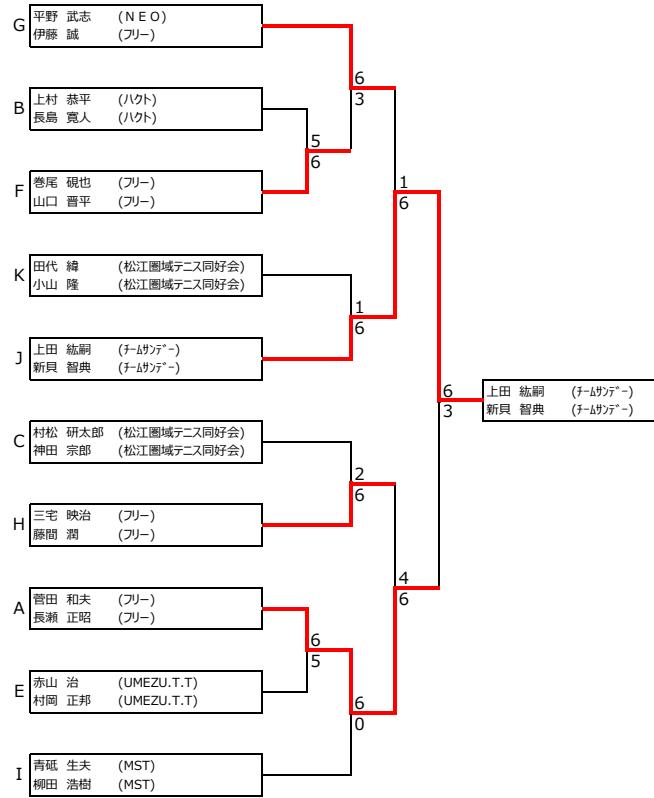 G
平野 武志 (ＮＥＯ)
伊藤 誠 (フリー)
6
3
B
上村 恭平 (ハクト)
長島 寛人 (ハクト)
5
6
F
巻尾 硯也 (フリー)
山口 晋平 (フリー)
1
6
K
田代 緯 (松江圏域テニス同好会)
小山 隆 (松江圏域テニス同好会)
1
6
J
上田 紘嗣 (ﾁｰﾑｻﾝﾃﾞｰ)
新貝 智典 (ﾁｰﾑｻﾝﾃﾞｰ)
6
3
上田 紘嗣 (ﾁｰﾑｻﾝﾃﾞｰ)
新貝 智典 (ﾁｰﾑｻﾝﾃﾞｰ)
C
村松 研太郎 (松江圏域テニス同好会)
神田 宗郎 (松江圏域テニス同好会)
2
6
H
三宅 映治 (フリー)
藤間 潤 (フリー)
4
6
A
菅田 和夫 (フリー)
長瀬 正昭 (フリー)
6
5
E
赤山 治 (UMEZU.T.T)
村岡 正邦 (UMEZU.T.T)
6
0
I
青砥 生夫 (MST)
柳田 浩樹 (MST)